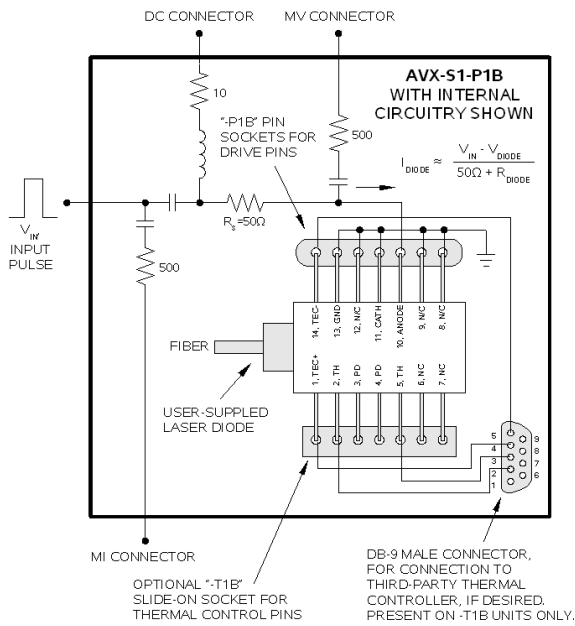 DC CONNECTOR
MV CONNECTOR
AVX-S1-P1B
WITH INTERNAL
CIRCUITRY SHOWN
10
"-P1B" PIN
SOCKETS FOR
DRIVE PINS
500
I DIODE ≈ V IN - V DIODE / 50Ω + R DIODE
V IN,
INPUT
PULSE
R S =50Ω
500
14, TEC-
13, GND
12, N/C
11, CATH
10, ANODE
9, N/C
8, N/C
FIBER
1, TEC+
2, TH
3, PD
4, PD
5, TH
6, NC
7, NC
USER-SUPPLED
LASER DIODE
5
4
3
2
1
9
8
7
6
MI CONNECTOR
OPTIONAL "-T1B"
SLIDE-ON SOCKET FOR
THERMAL CONTROL PINS
DB-9 MALE CONNECTOR,
FOR CONNECTION TO
THIRD-PARTY THERMAL
CONTROLLER, IF DESIRED.
PRESENT ON -T1B UNITS ONLY.